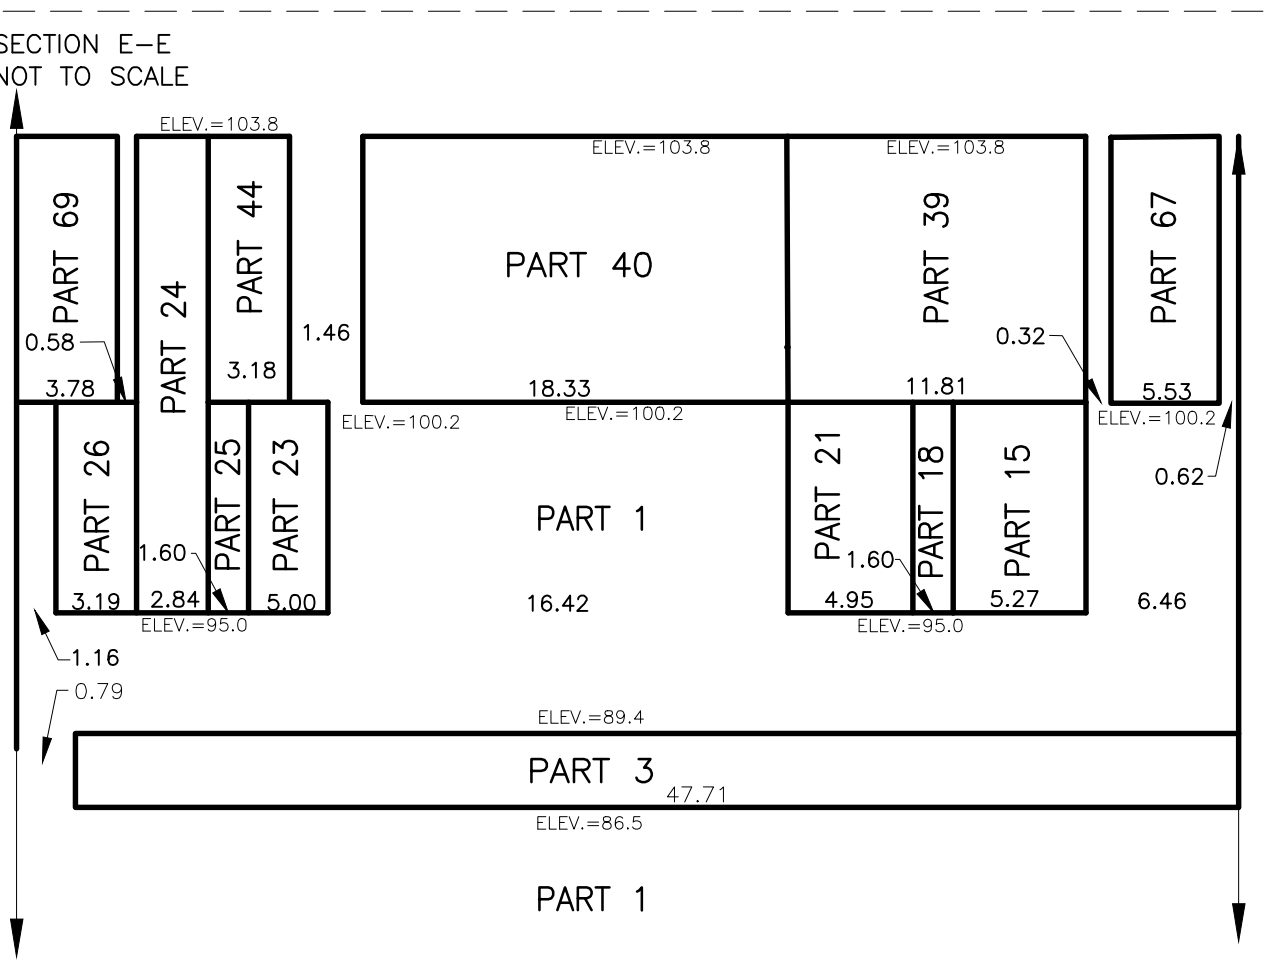 SECTION E-E
NOT TO SCALE
ELEV.=103.8
ELEV.=103.8
ELEV.=103.8
PART 69
PART 24
PART 44
PART 40
PART 39
PART 67
0.58
1.46
0.32
3.78
3.18
18.33
11.81
5.53
ELEV.=100.2
ELEV.=100.2
ELEV.=100.2
PART 26
PART 25
PART 23
PART 1
PART 21
PART 18
PART 15
0.62
1.60
1.60
3.19
2.84
5.00
16.42
4.95
5.27
6.46
ELEV.=95.0
ELEV.=95.0
1.16
0.79
ELEV.=89.4
PART 3
47.71
ELEV.=86.5
PART 1